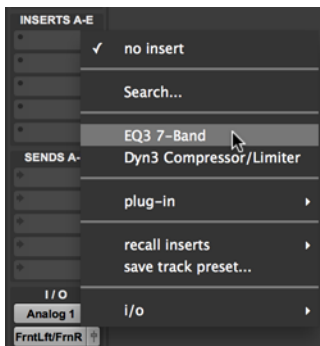 INSERTS A-E
✓ no insert
Search...
EQ3 7-Band
Dyn3 Compressor/Limiter
SENDS A-
plug-in
recall inserts
save track preset...
I/O
i/o
Analog 1
FrntLft/FrnR